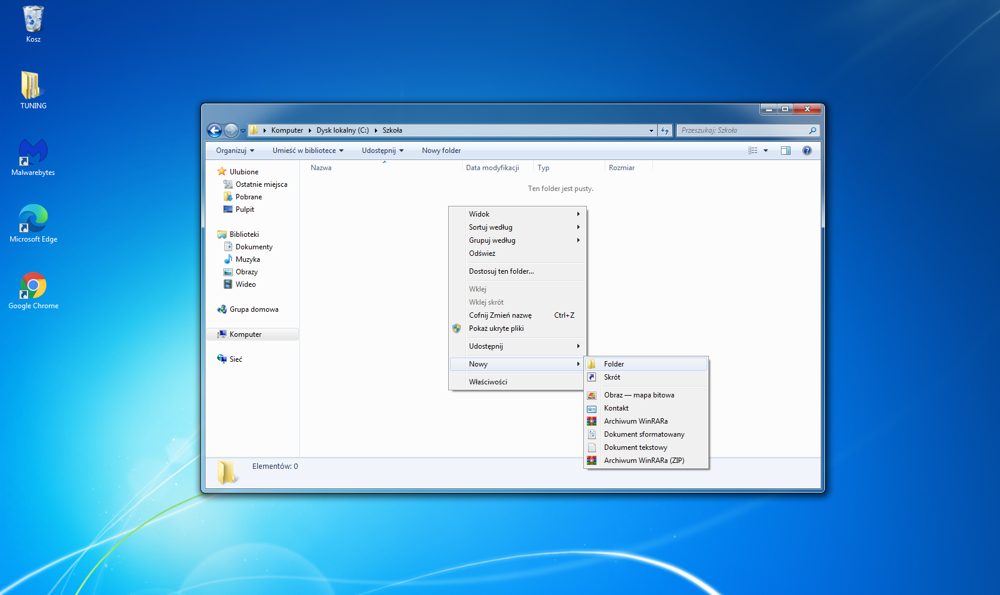 Kosz
TUNING
Malwarebytes
Microsoft Edge
Google Chrome
Komputer Dysk lokalny (C:) Szkoła
Przeszukaj: Szkoła
Organizuj Umieść w bibliotece Udostępnij Nowy folder
Ulubione
Ostatnie miejsca
Pobrane
Pulpit
Biblioteki
Dokumenty
Muzyka
Obrazy
Wideo
Grupa domowa
Komputer
Sieć
Nazwa Data modyfikacji Typ Rozmiar
Ten folder jest pusty.
Widok
Sortuj według
Grupuj według
Odśwież
Dostosuj ten folder...
Wklej
Wklej skrót
Cofnij Zmień nazwę Ctrl+Z
Pokaż ukryte pliki
Udostępnij
Nowy
Właściwości
Folder
Skrót
Obraz — mapa bitowa
Kontakt
Archiwum WinRARa
Dokument sformatowany
Dokument tekstowy
Archiwum WinRARa (ZIP)
Elementów: 0